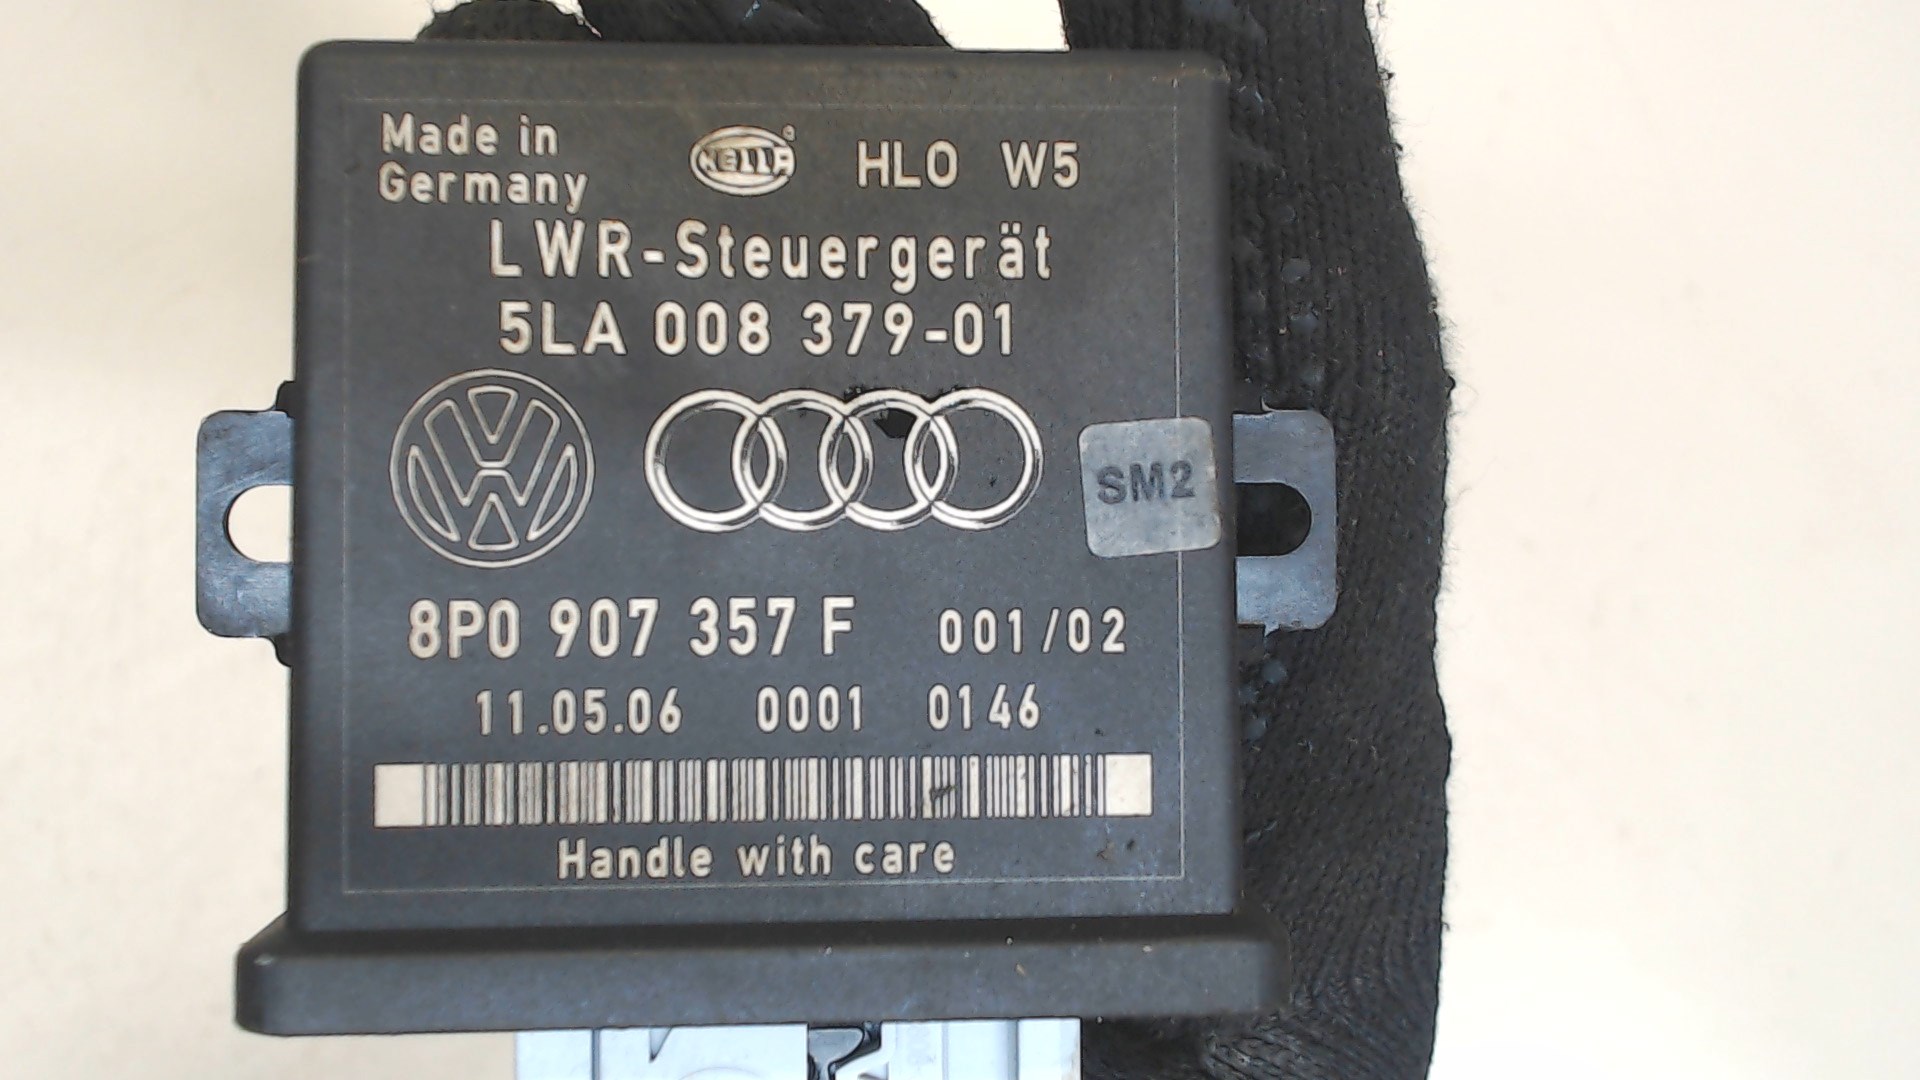 Made in
Germany
HELLA HLO W5
LWR-Steuergerät
5LA 008 379-01
SM2
8P0 907 357 F 001/02
11.05.06 0001 0146
Handle with care